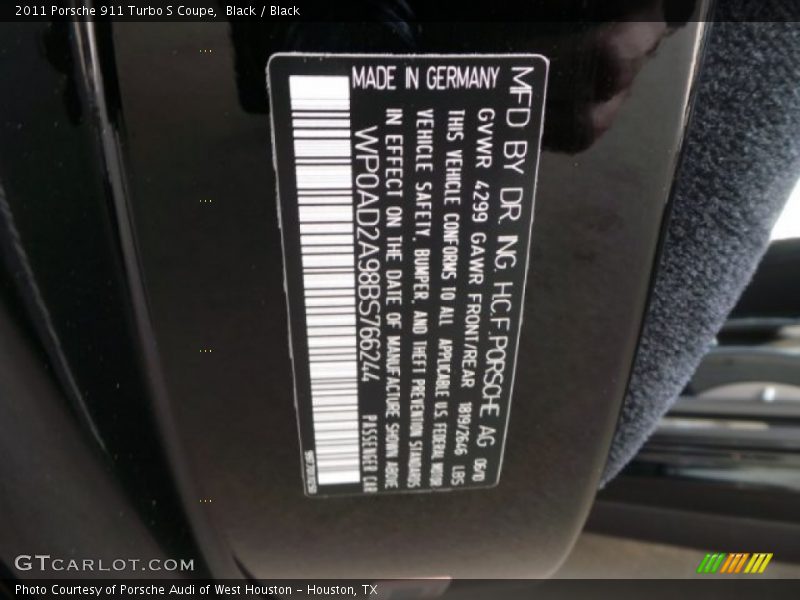 2011 Porsche 911 Turbo S Coupe, Black / Black
MFD BY DR. ING. H.C.F. PORSCHE AG 06/10
GVWR 4299 GAWR FRONT/REAR 1819/2646 LBS
THIS VEHICLE CONFORMS TO ALL APPLICABLE U.S. FEDERAL MOTOR
VEHICLE SAFETY, BUMPER, AND THEFT PREVENTION STANDARDS
IN EFFECT ON THE DATE OF MANUFACTURE SHOWN ABOVE
WP0AD2A98BS766244 PASSENGER CAR
MADE IN GERMANY
GTCARLOT.COM
Photo Courtesy of Porsche Audi of West Houston - Houston, TX